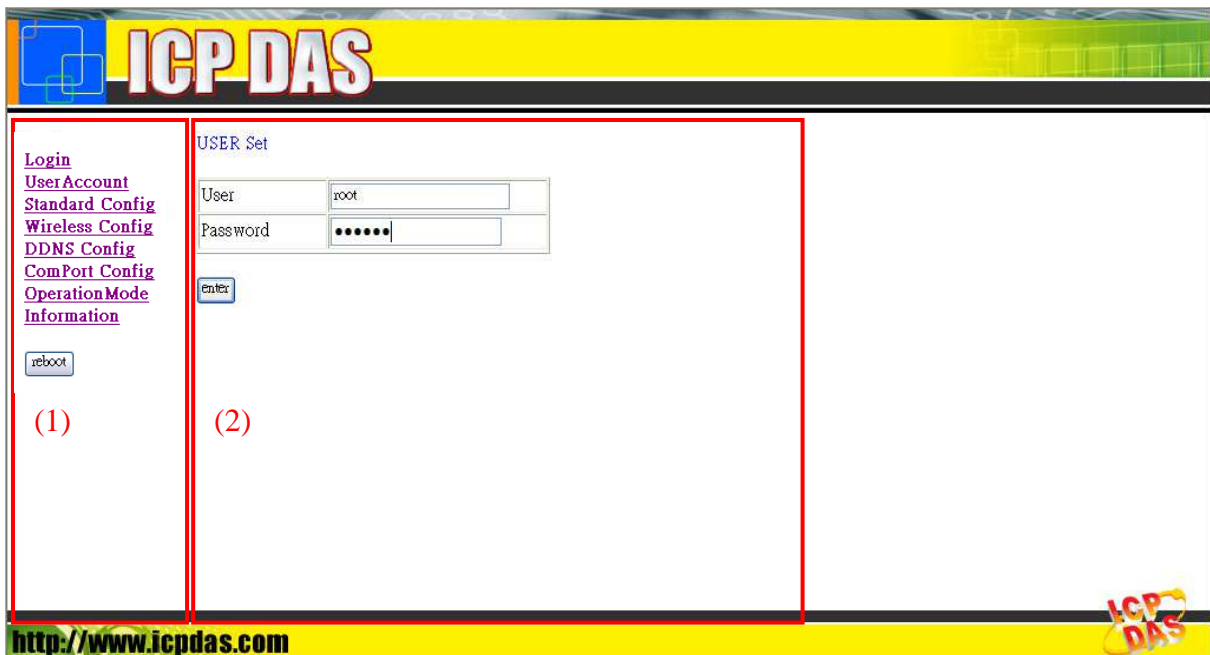 ICP DAS
Login
UserAccount
Standard Config
Wireless Config
DDNS Config
ComPort Config
OperationMode
Information
reboot
(1)
USER Set
User root
Password ••••••
enter
(2)
http://www.icpdas.com
ICP
DAS